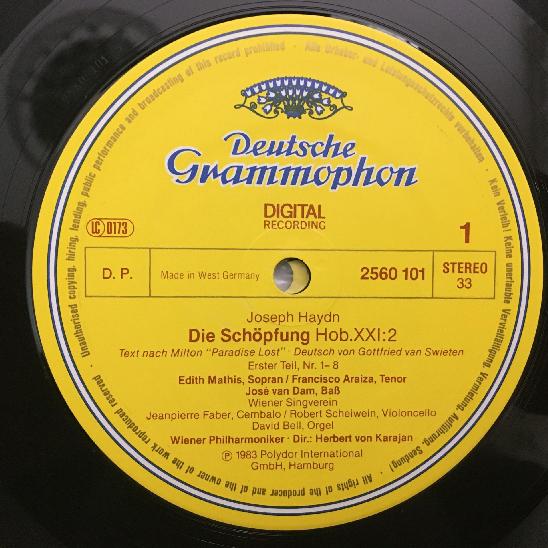 Unauthorised copying, hiring, lending, public performance and broadcasting of this record prohibited · Alle Urheber- und Leistungsschutzrechte vorbehalten · Kein Verleih! Keine unerlaubte Vervielfältigung, Vermietung, Aufführung, Sendung! · All rights of the producer and of the owner of the work reproduced reserved ·
Deutsche
Grammophon
DIGITAL
RECORDING
LC 0173
1
D. P.
Made in West Germany
2560 101
STEREO
33
Joseph Haydn
Die Schöpfung Hob.XXI:2
Text nach Milton "Paradise Lost" · Deutsch von Gottfried van Swieten
Erster Teil, Nr. 1-8
Edith Mathis, Sopran / Francisco Araiza, Tenor
José van Dam, Baß
Wiener Singverein
Jeanpierre Faber, Cembalo / Robert Scheiwein, Violoncello
David Bell, Orgel
Wiener Philharmoniker · Dir.: Herbert von Karajan
Ⓟ 1983 Polydor International
GmbH, Hamburg